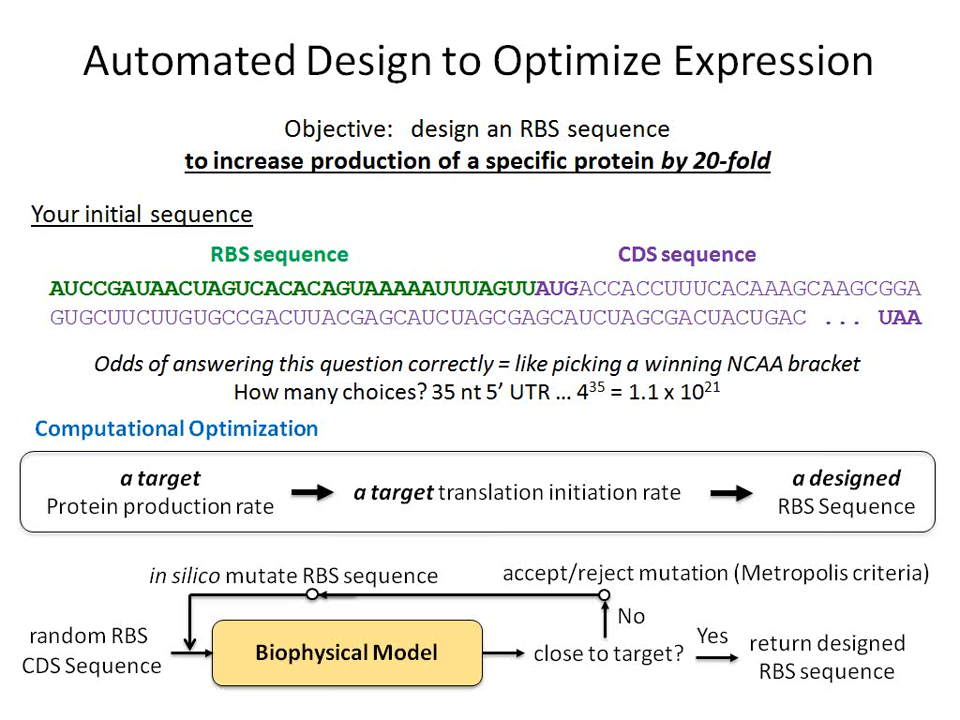 Automated Design to Optimize Expression
Objective: design an RBS sequence
to increase production of a specific protein by 20-fold
Your initial sequence
RBS sequence CDS sequence
AUCCGAUAACUAGUCACACAGUAAAAAUUUAGUUAUGACCACCUUUCACAAAGCAAGCGGA
GUGCUUCUUGUGCCGACUUACGAGCAUCUAGCGAGCAUCUAGCGACUACUGAC ... UAA
Odds of answering this question correctly = like picking a winning NCAA bracket
How many choices? 35 nt 5’ UTR ... 4³⁵ = 1.1 x 10²¹
Computational Optimization
a target
Protein production rate
a target translation initiation rate
a designed
RBS Sequence
in silico mutate RBS sequence
accept/reject mutation (Metropolis criteria)
random RBS
CDS Sequence
Biophysical Model
close to target?
No
Yes
return designed
RBS sequence